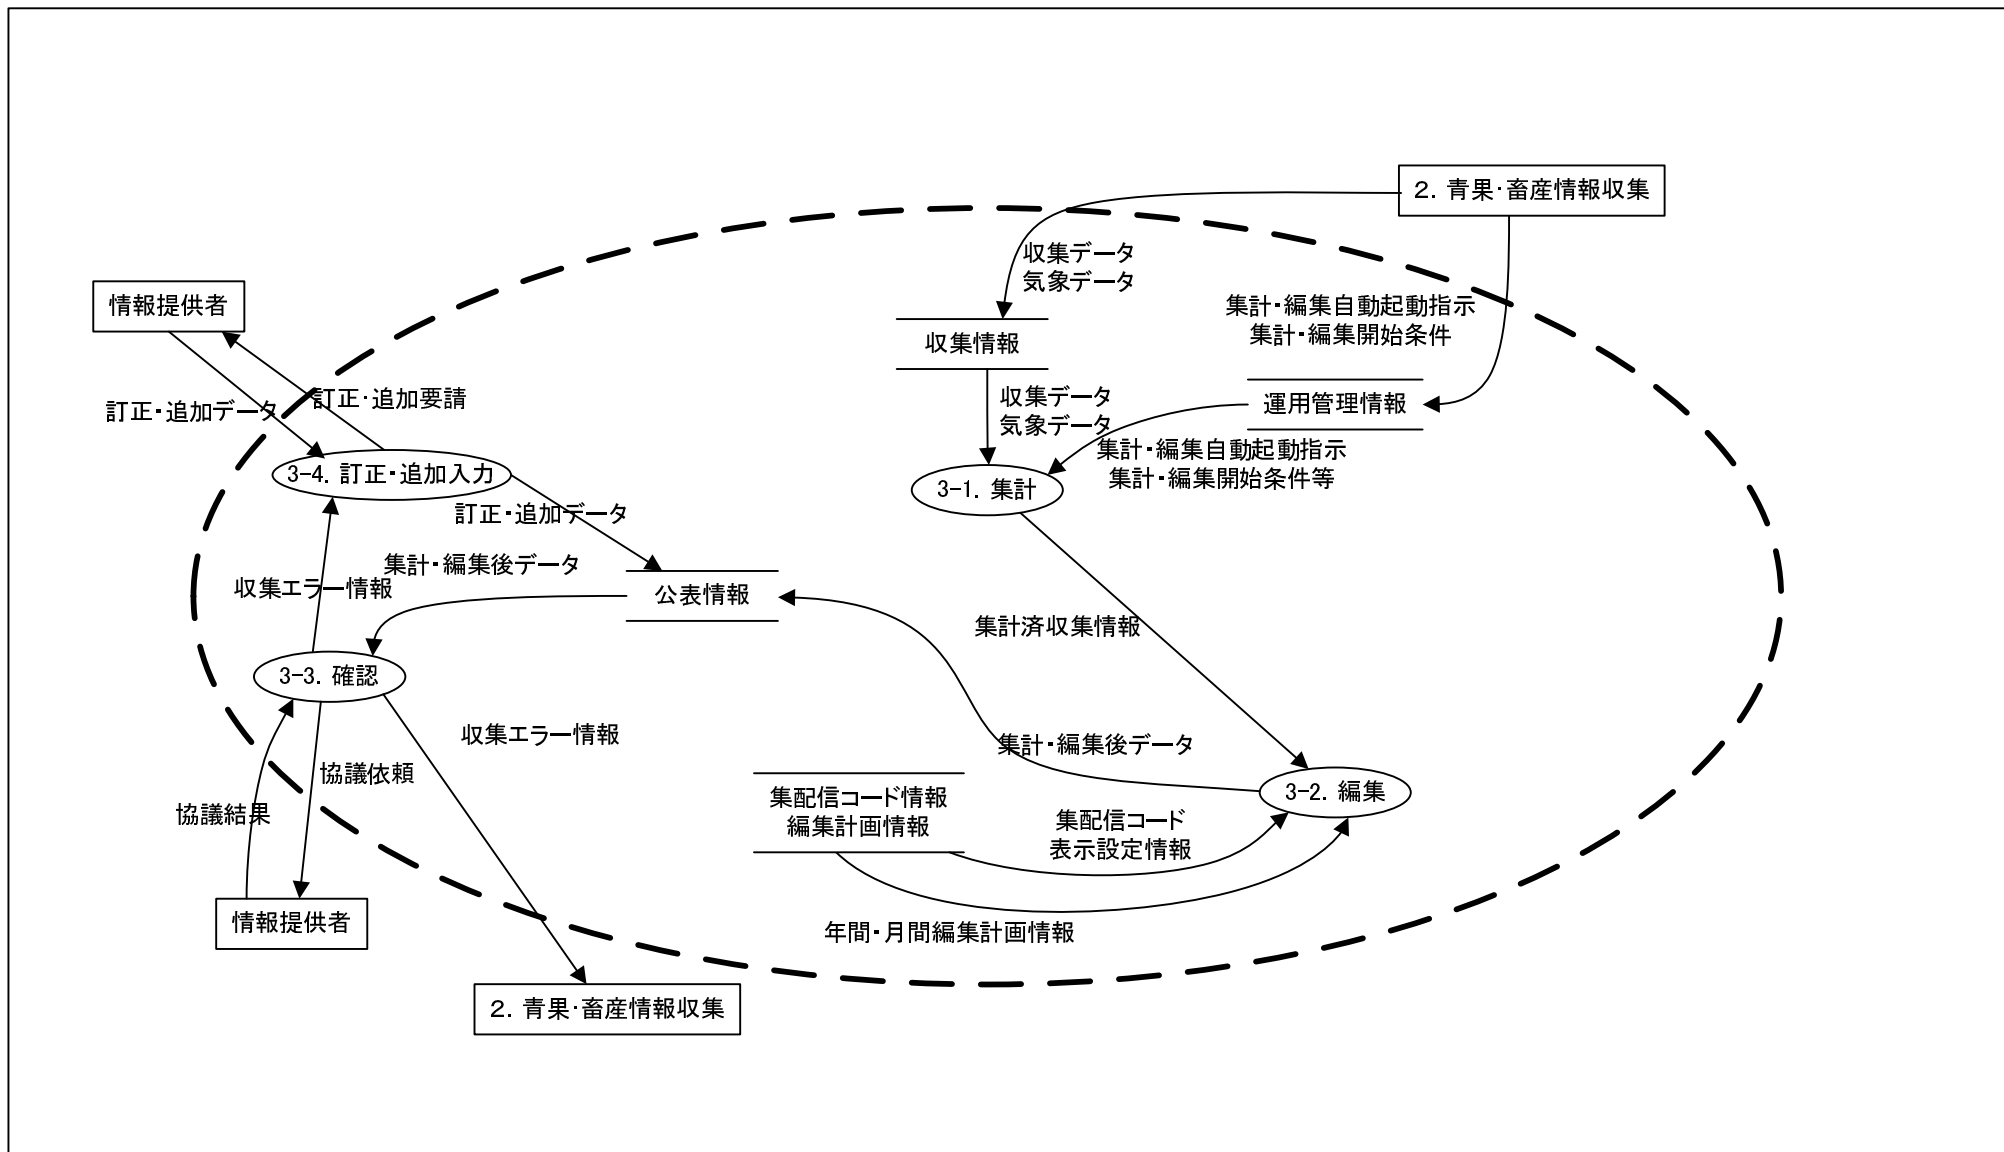 2. 青果・畜産情報収集
収集データ
気象データ
集計・編集自動起動指示
集計・編集開始条件
情報提供者
収集情報
訂正・追加要請
訂正・追加データ
収集データ
気象データ
運用管理情報
集計・編集自動起動指示
集計・編集開始条件等
3-4. 訂正・追加入力
3-1. 集計
訂正・追加データ
集計・編集後データ
収集エラー情報
公表情報
集計済収集情報
3-3. 確認
収集エラー情報
集計・編集後データ
協議依頼
協議結果
集配信コード情報
編集計画情報
3-2. 編集
集配信コード
表示設定情報
情報提供者
年間・月間編集計画情報
2. 青果・畜産情報収集